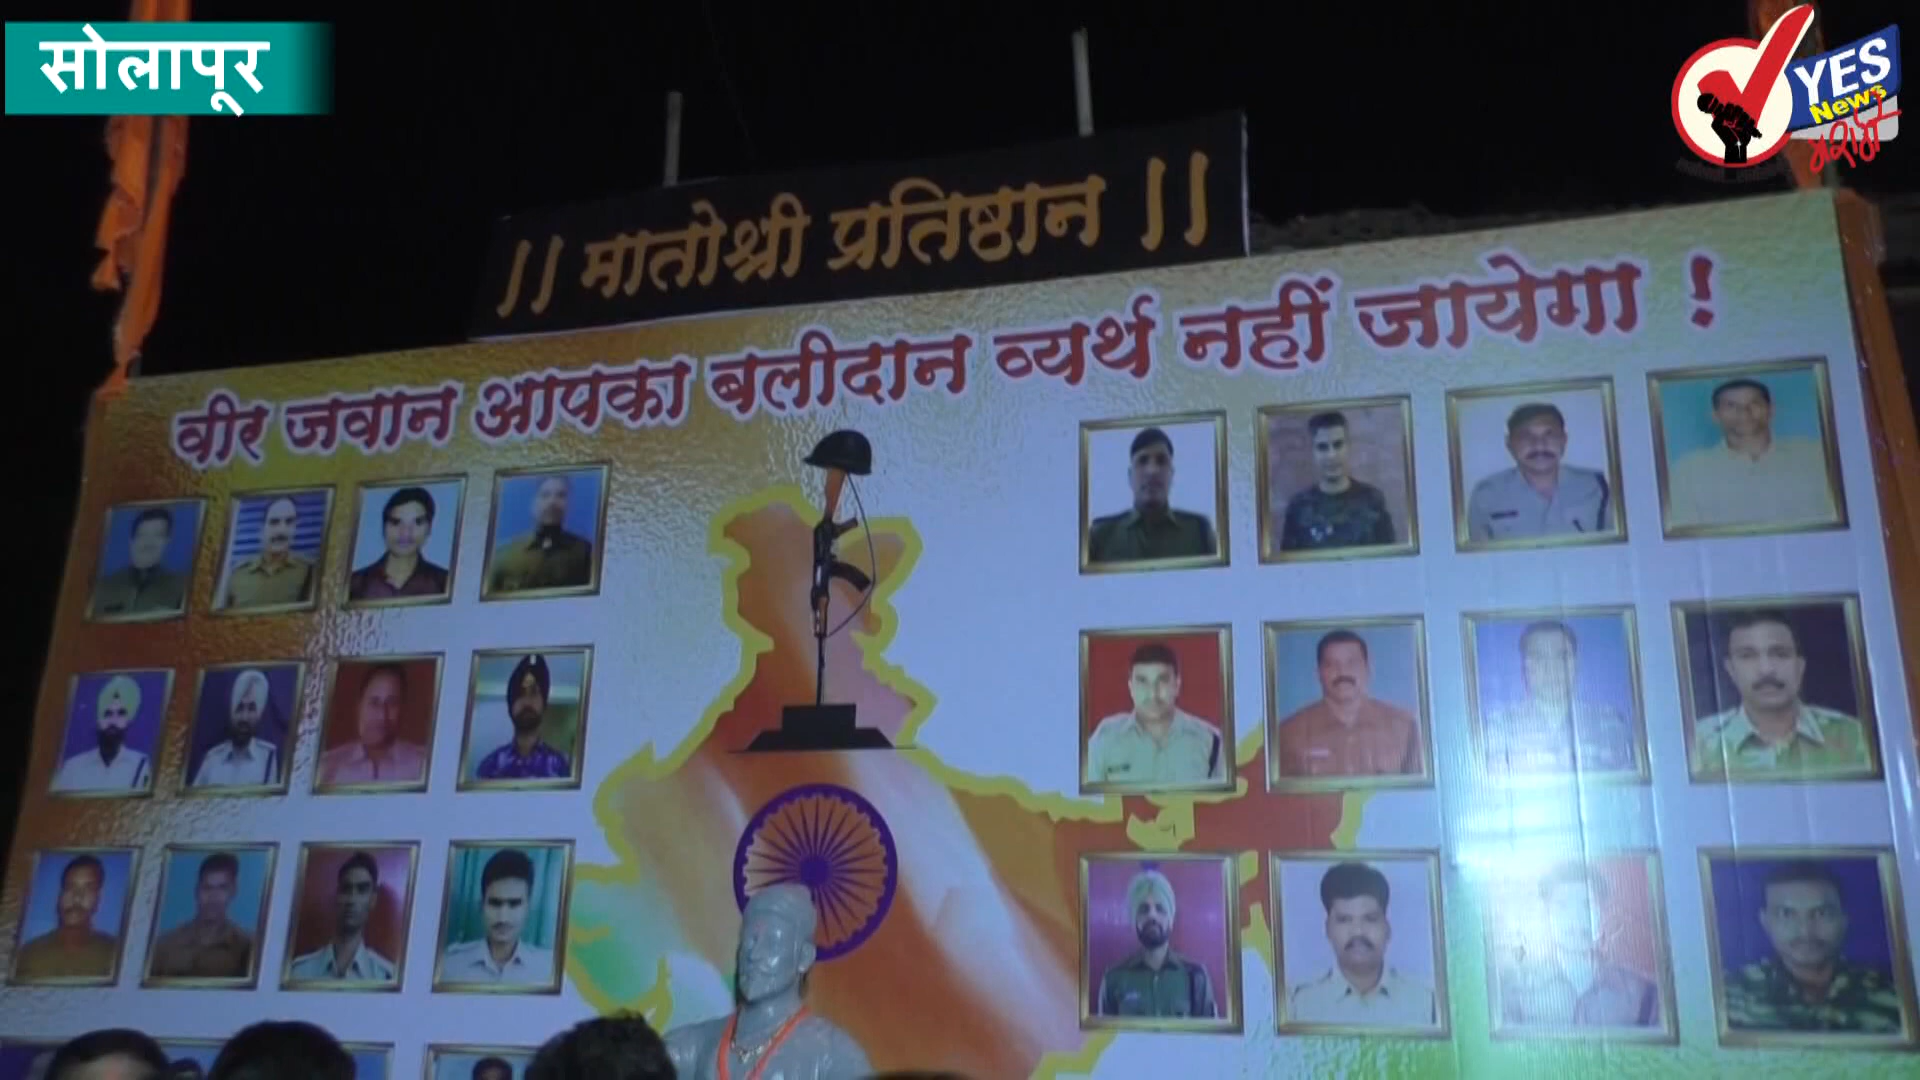 सोलापूर
YES
News
मराठी
|| मातोश्री प्रतिष्ठान ||
वीर जवान आपका बलीदान व्यर्थ नहीं जायेगा !